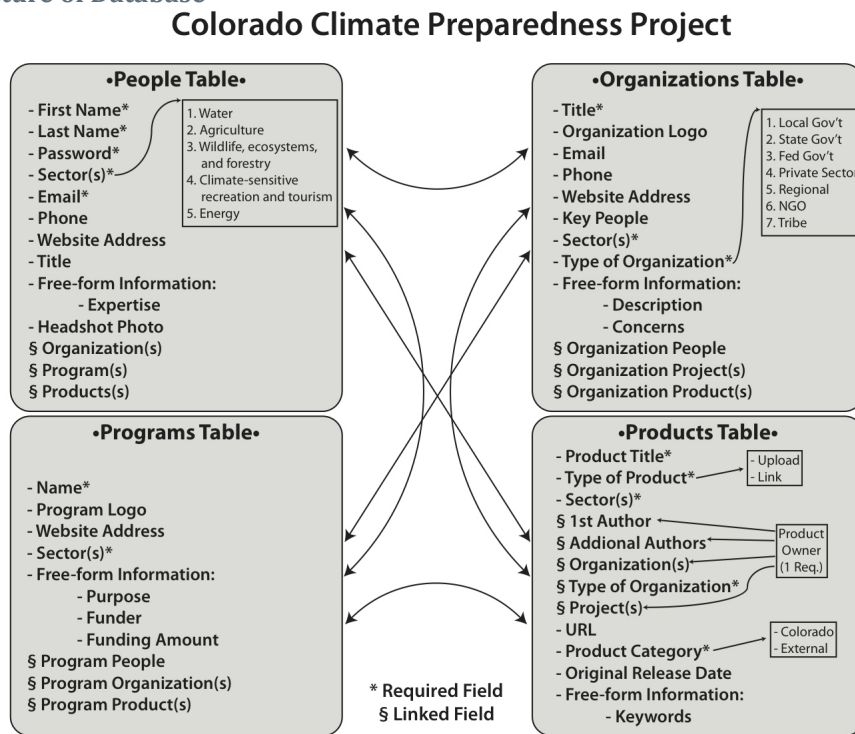 Colorado Climate Preparedness Project
•People Table•
- First Name*
- Last Name*
- Password*
- Sector(s)*
- Email*
- Phone
- Website Address
- Title
- Free-form Information:
- Expertise
- Headshot Photo
§ Organization(s)
§ Program(s)
§ Products(s)
1. Water
2. Agriculture
3. Wildlife, ecosystems,
and forestry
4. Climate-sensitive
recreation and tourism
5. Energy
•Organizations Table•
- Title*
- Organization Logo
- Email
- Phone
- Website Address
- Key People
- Sector(s)*
- Type of Organization*
- Free-form Information:
- Description
- Concerns
§ Organization People
§ Organization Project(s)
§ Organization Product(s)
1. Local Gov't
2. State Gov't
3. Fed Gov't
4. Private Sector
5. Regional
6. NGO
7. Tribe
•Programs Table•
- Name*
- Program Logo
- Website Address
- Sector(s)*
- Free-form Information:
- Purpose
- Funder
- Funding Amount
§ Program People
§ Program Organization(s)
§ Program Product(s)
•Products Table•
- Product Title*
- Type of Product*
- Sector(s)*
§ 1st Author
§ Addional Authors
§ Organization(s)
§ Type of Organization*
§ Project(s)
- URL
- Product Category*
- Original Release Date
- Free-form Information:
- Keywords
- Upload
- Link
Product
Owner
(1 Req.)
- Colorado
- External
* Required Field
§ Linked Field